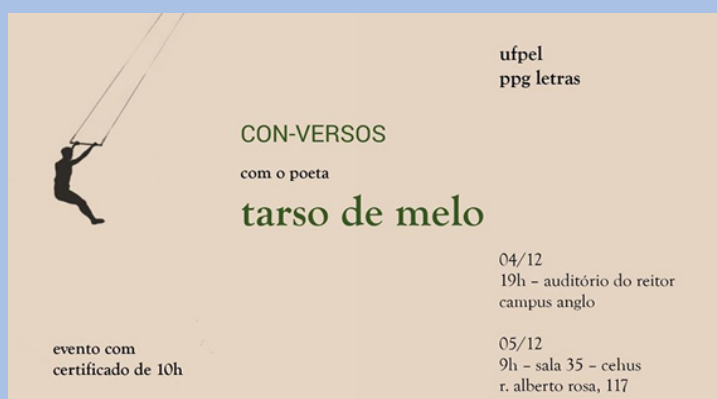 ufpel
ppg letras
CON-VERSOS
com o poeta
tarso de melo
04/12
19h – auditório do reitor
campus anglo
05/12
9h – sala 35 – cehus
r. alberto rosa, 117
evento com
certificado de 10h